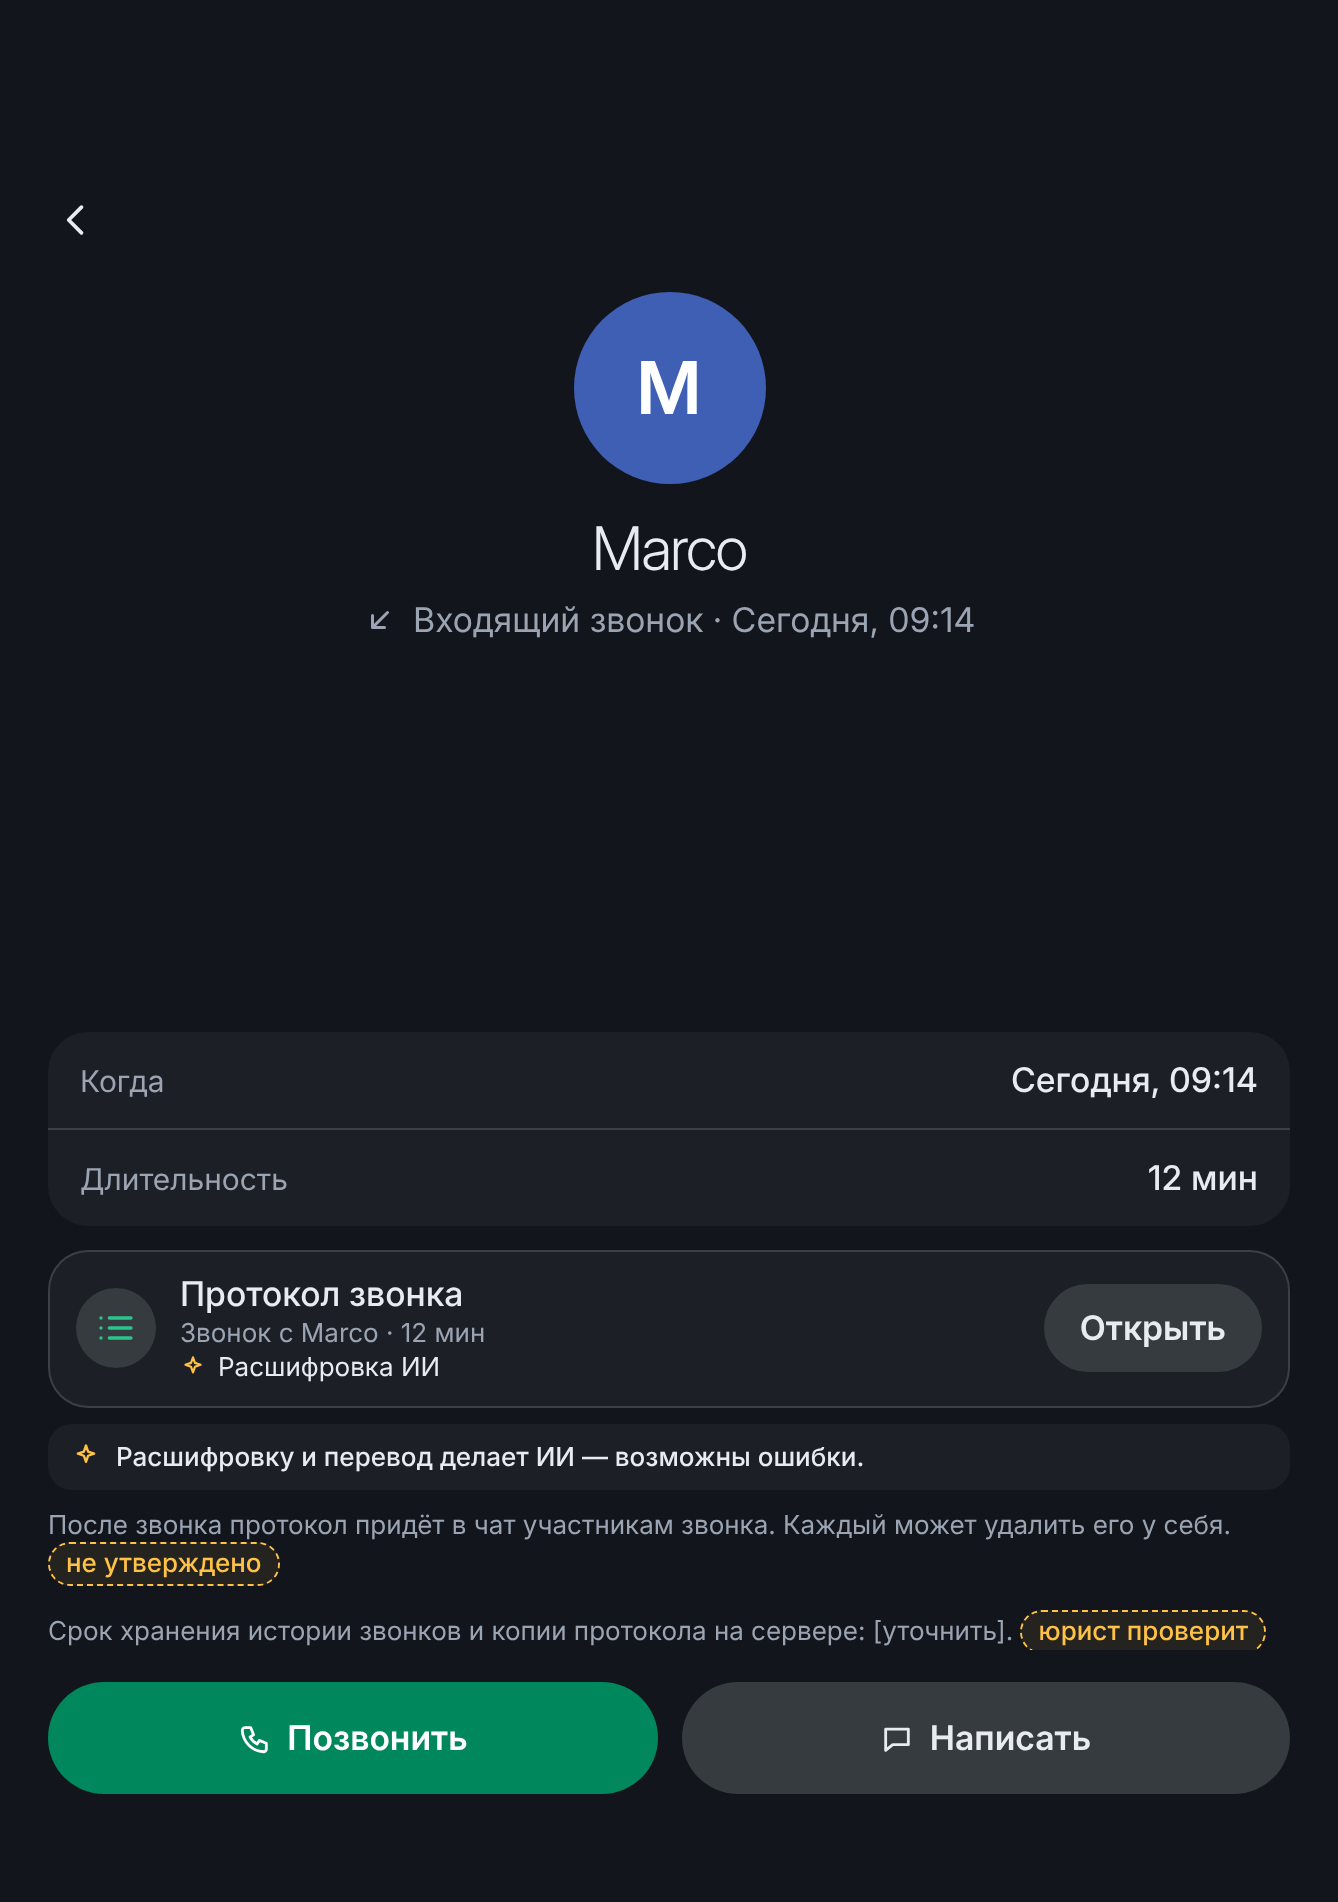 M
Marco
Входящий звонок · Сегодня, 09:14
Когда
Сегодня, 09:14
Длительность
12 мин
Протокол звонка
Звонок с Marco · 12 мин
Расшифровка ИИ
Открыть
Расшифровку и перевод делает ИИ — возможны ошибки.
После звонка протокол придёт в чат участникам звонка. Каждый может удалить его у себя.
не утверждено
Срок хранения истории звонков и копии протокола на сервере: [уточнить]. юрист проверит
Позвонить
Написать